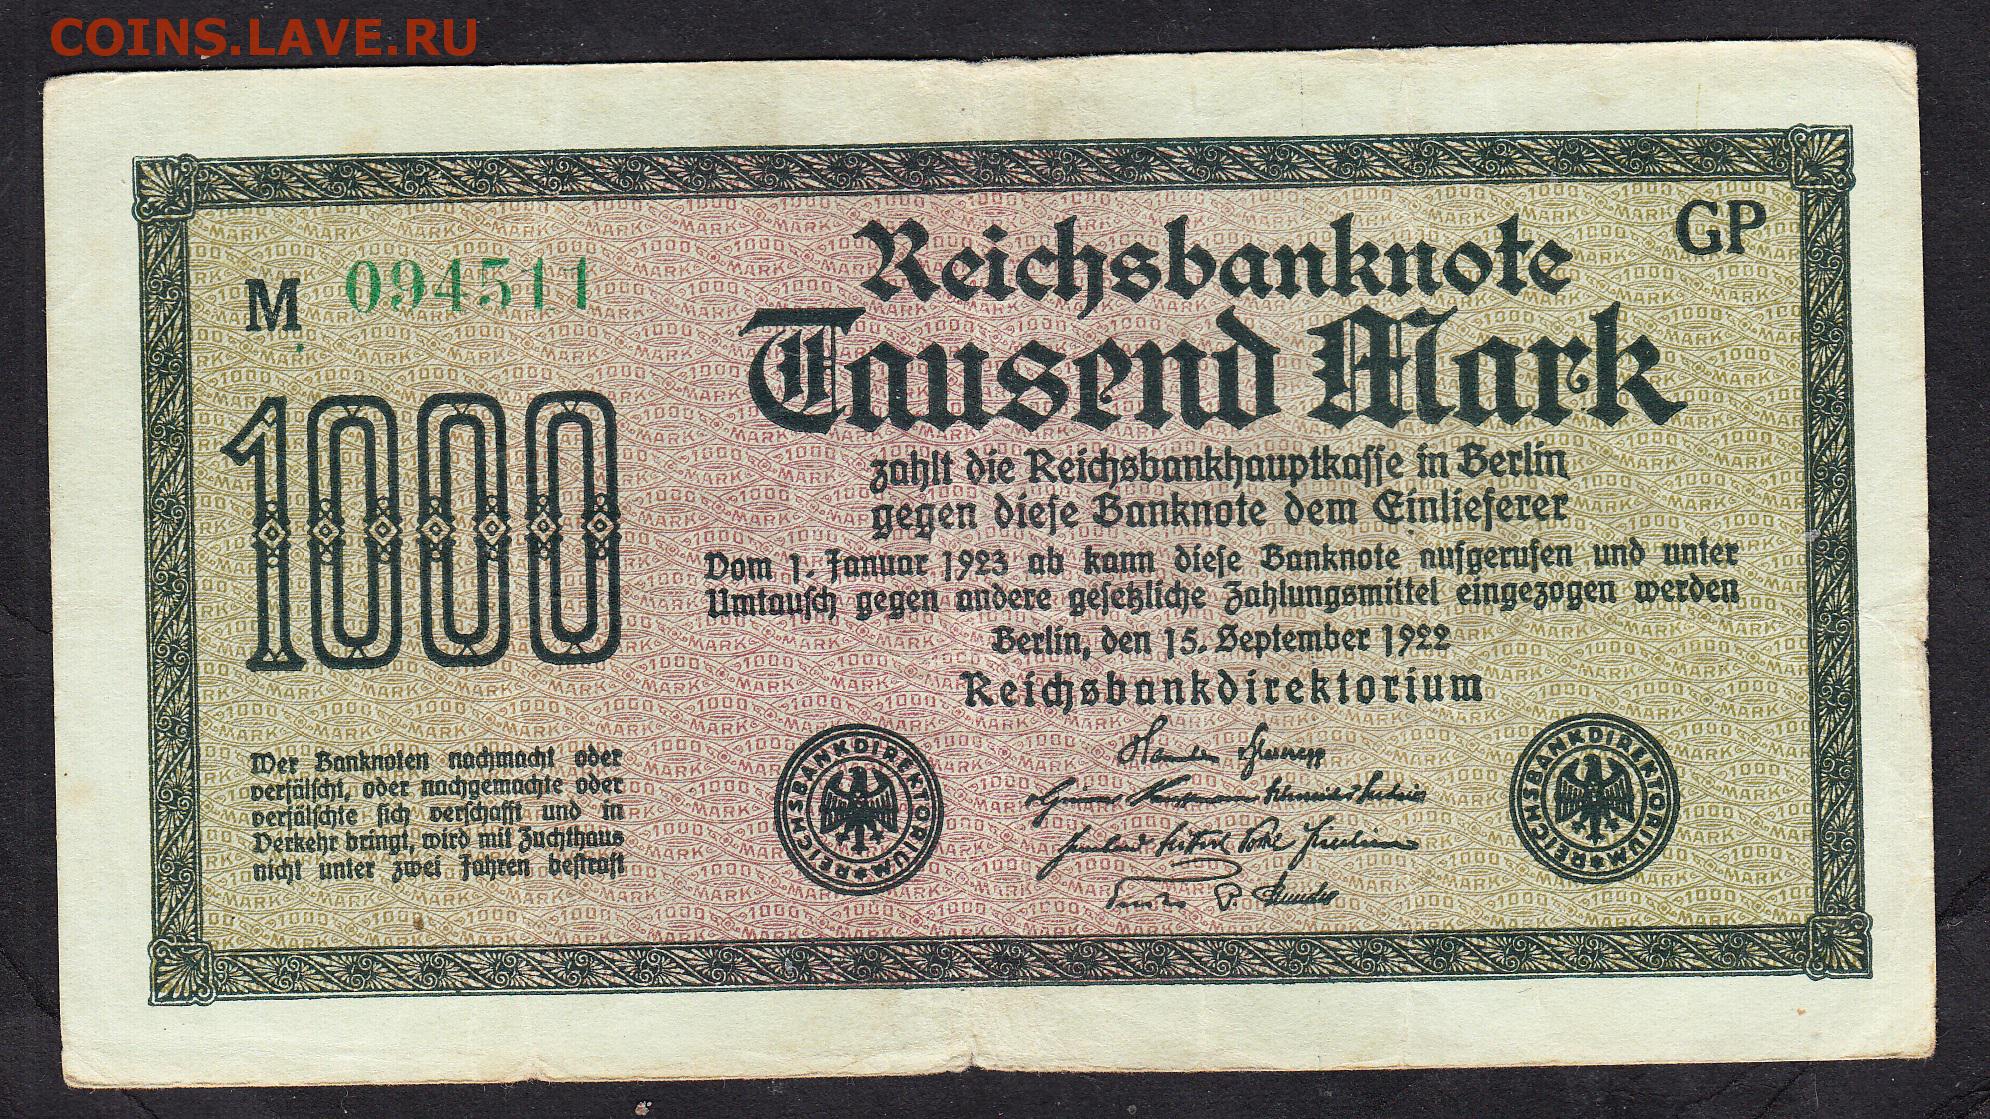 COINS.LAVE.RU
Reichsbanknote
GP
M 094511
Tausend Mark
1000
zahlt die Reichsbankhauptkasse in Berlin
gegen diese Banknote dem Einlieferer
Vom 1. Januar 1923 ab kann diese Banknote aufgerufen und unter
Umtausch gegen andere gesetzliche Zahlungsmittel eingezogen werden
Berlin, den 15. September 1922
Reichsbankdirektorium
Wer Banknoten nachmacht oder
verfälscht, oder nachgemachte oder
verfälschte sich verschafft und in
Verkehr bringt, wird mit Zuchthaus
nicht unter zwei Jahren bestraft
REICHSBANKDIREKTORIUM
REICHSBANKDIREKTORIUM
1000 MARK